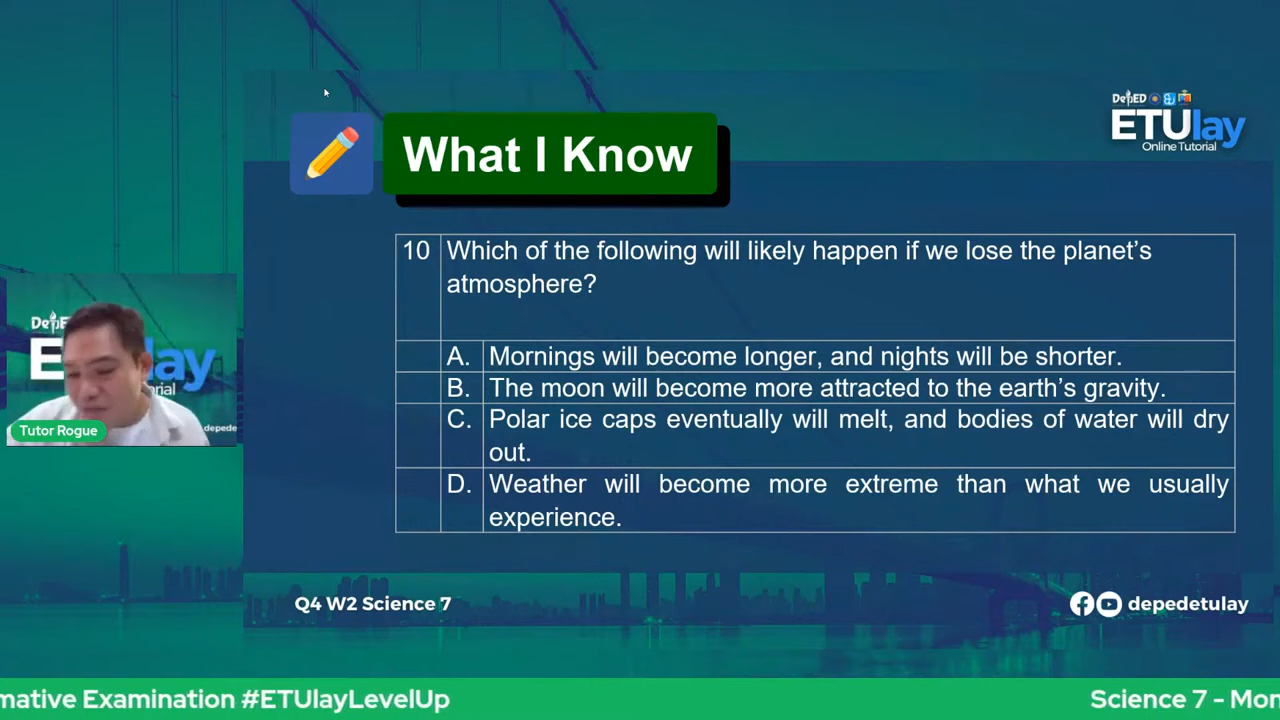 DepED
ETUlay
Online Tutorial
What I Know
10 Which of the following will likely happen if we lose the planet’s
atmosphere?
A. Mornings will become longer, and nights will be shorter.
B. The moon will become more attracted to the earth’s gravity.
C. Polar ice caps eventually will melt, and bodies of water will dry
out.
D. Weather will become more extreme than what we usually
experience.
Tutor Rogue
depede
Q4 W2 Science 7
depedetulay
mative Examination #ETUlayLevelUp
Science 7 - Mon